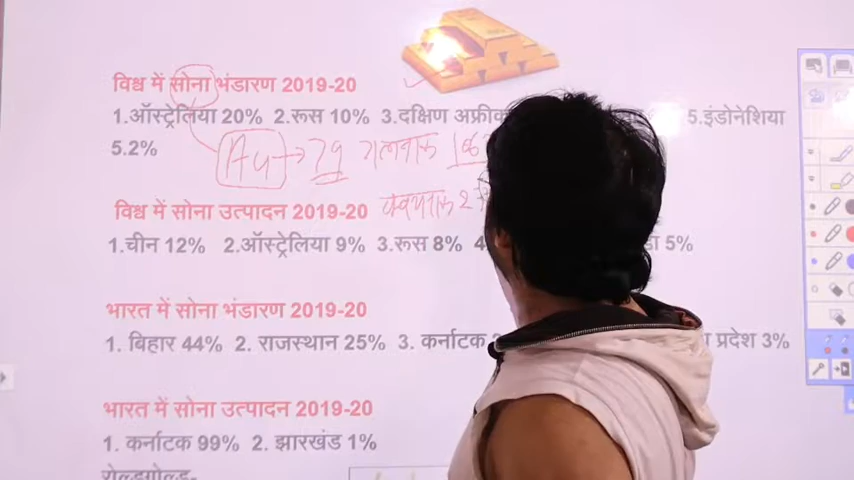 विश्व में सोना भंडारण 2019-20
1.ऑस्ट्रेलिया 20% 2.रूस 10% 3.दक्षिण 5.इंडोनेशिया
5.2%
Au → 79 गलनांक
विश्व में सोना उत्पादन 2019-20
1.चीन 12% 2.ऑस्ट्रेलिया 9% 3.रूस 8% 5%
भारत में सोना भंडारण 2019-20
1.बिहार 44% 2.राजस्थान 25% 3. कर्नाटक प्रदेश 3%
भारत में सोना उत्पादन 2019-20
1. कर्नाटक 99% 2. झारखंड 1%
रोल्डगोल्ड-